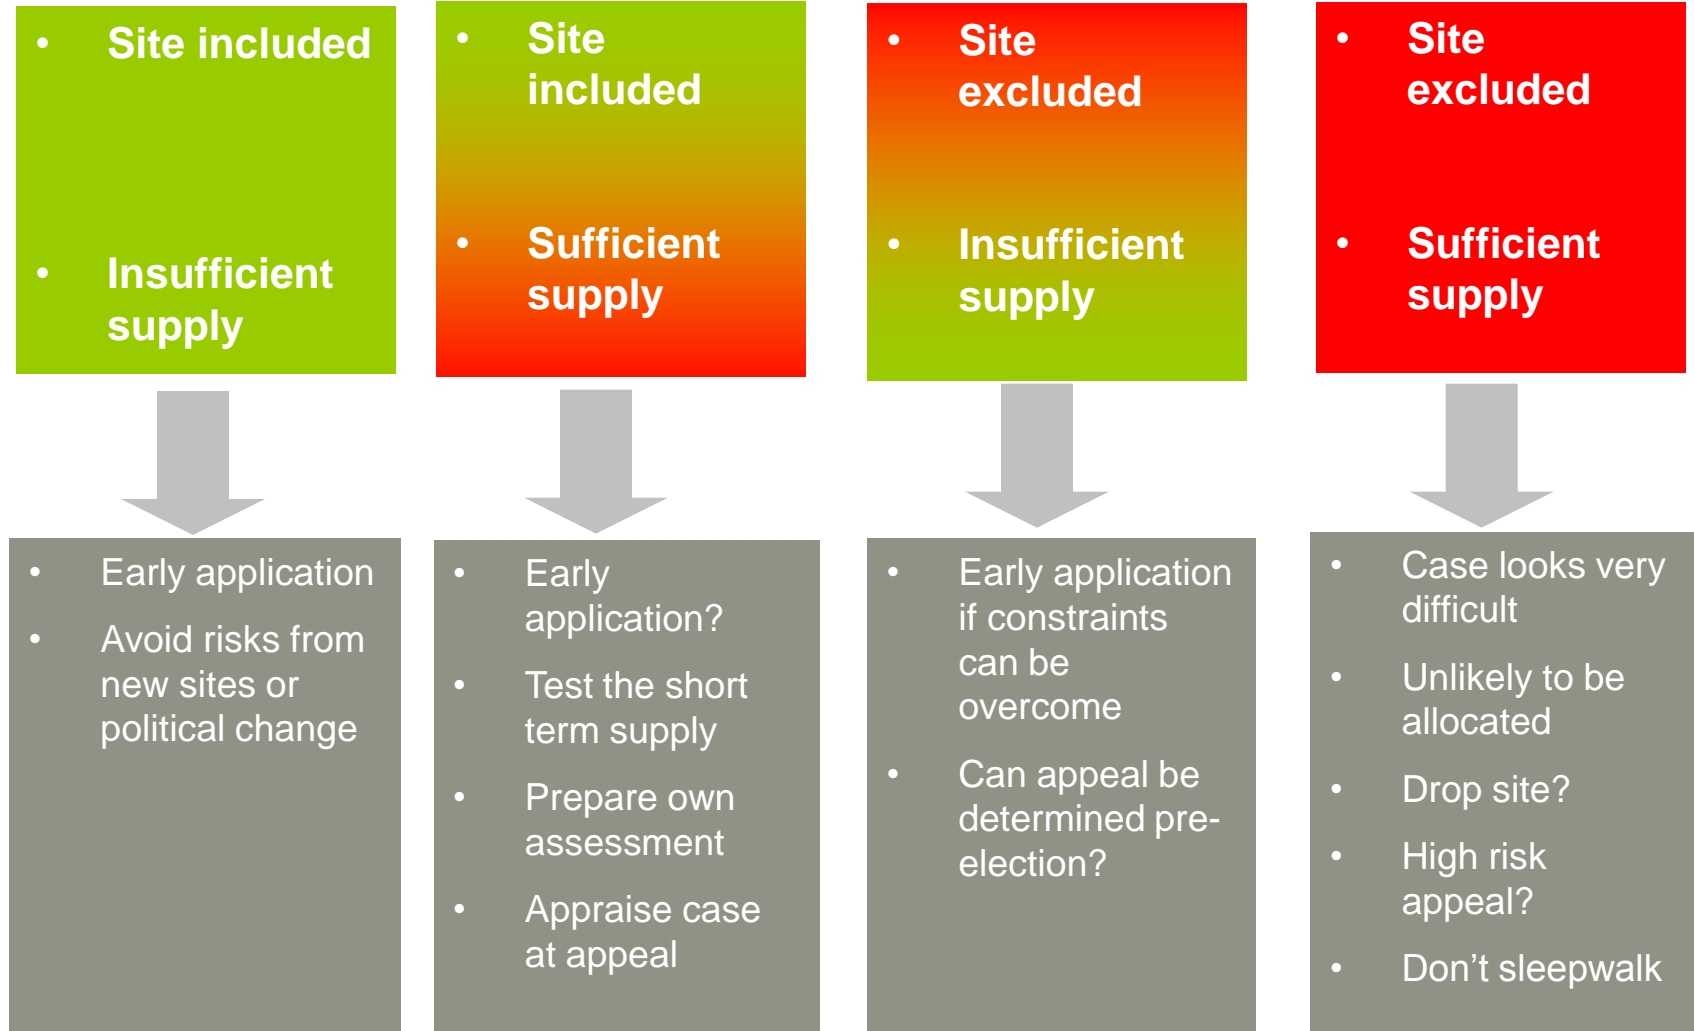 • Site included
• Insufficient
supply
• Site
included
• Sufficient
supply
• Site
excluded
• Insufficient
supply
• Site
excluded
• Sufficient
supply
• Early application
• Avoid risks from
new sites or
political change
• Early
application?
• Test the short
term supply
• Prepare own
assessment
• Appraise case
at appeal
• Early application
if constraints
can be
overcome
• Can appeal be
determined pre-
election?
• Case looks very
difficult
• Unlikely to be
allocated
• Drop site?
• High risk
appeal?
• Don’t sleepwalk